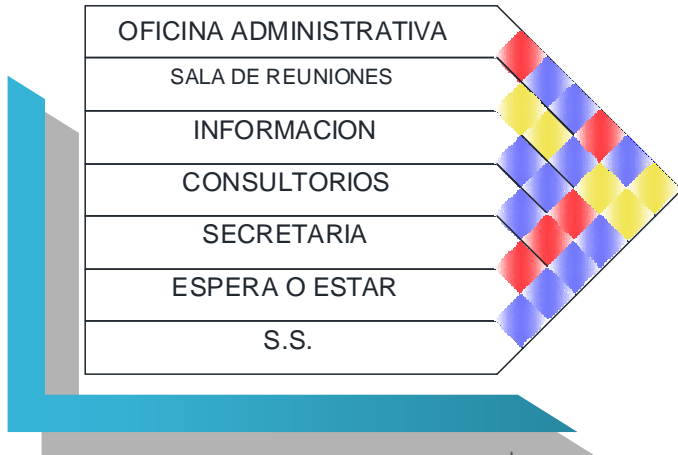 OFICINA ADMINISTRATIVA
SALA DE REUNIONES
INFORMACION
CONSULTORIOS
SECRETARIA
ESPERA O ESTAR
S.S.